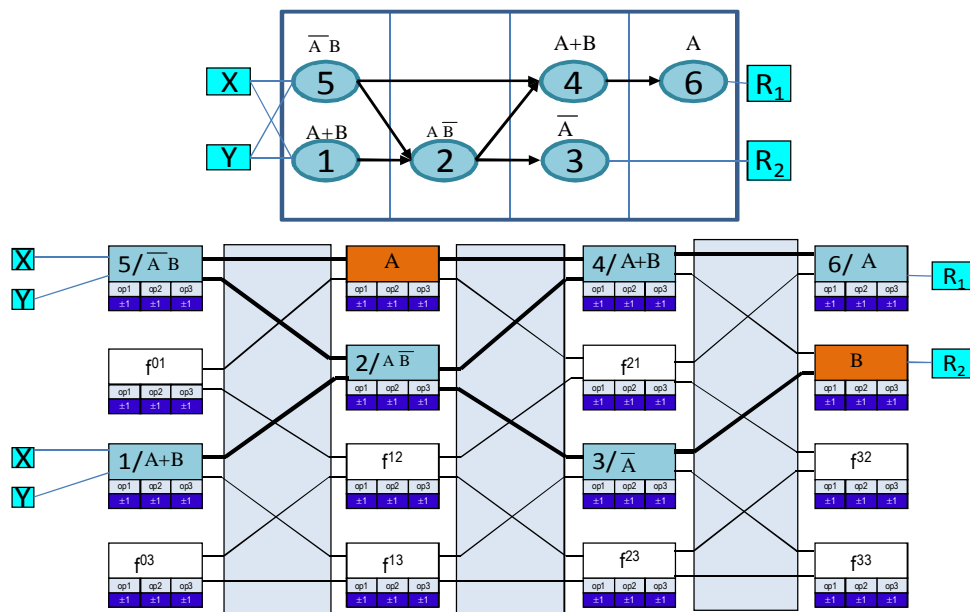 A̅ B A+B A
X 5 4 6 R₁
A+B A B̅ A̅
Y 1 2 3 R₂
X 5/ A̅ B A 4/ A+B 6/ A
Y op1 op2 op3 op1 op2 op3 op1 op2 op3 op1 op2 op3 R₁
±1 ±1 ±1 ±1 ±1 ±1 ±1 ±1 ±1 ±1 ±1 ±1
f⁰¹ 2/ A B̅ f²¹ B R₂
op1 op2 op3 op1 op2 op3 op1 op2 op3 op1 op2 op3
±1 ±1 ±1 ±1 ±1 ±1 ±1 ±1 ±1 ±1 ±1 ±1
X 1/ A+B f¹² 3/ A̅ f³²
Y op1 op2 op3 op1 op2 op3 op1 op2 op3 op1 op2 op3
±1 ±1 ±1 ±1 ±1 ±1 ±1 ±1 ±1 ±1 ±1 ±1
f⁰³ f¹³ f²³ f³³
op1 op2 op3 op1 op2 op3 op1 op2 op3 op1 op2 op3
±1 ±1 ±1 ±1 ±1 ±1 ±1 ±1 ±1 ±1 ±1 ±1